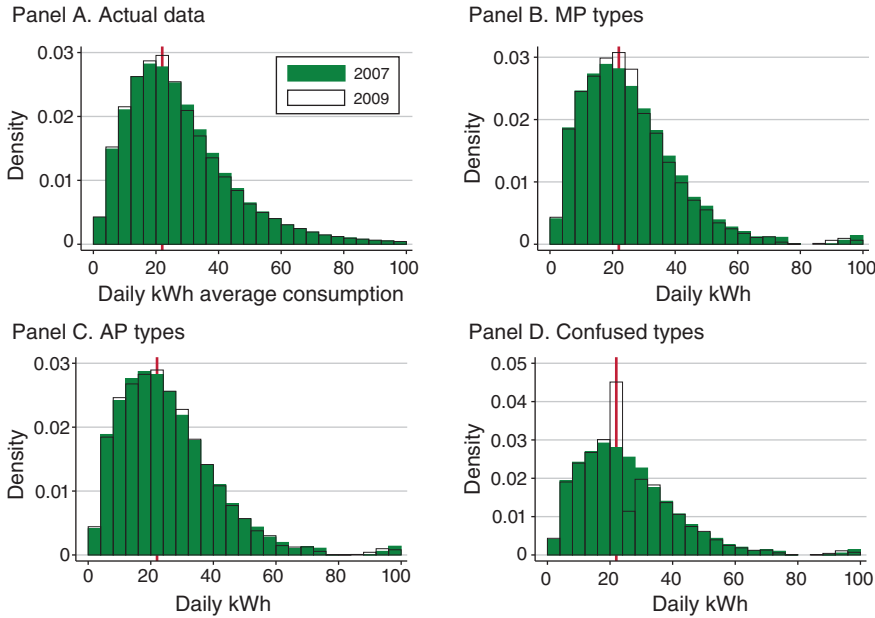 Panel A. Actual data
0.03
0.02
0.01
0
Density
2007
2009
0 20 40 60 80 100
Daily kWh average consumption
Panel B. MP types
0.03
0.02
0.01
0
Density
0 20 40 60 80 100
Daily kWh
Panel C. AP types
0.03
0.02
0.01
0
Density
0 20 40 60 80 100
Daily kWh
Panel D. Confused types
0.05
0.04
0.03
0.02
0.01
0
Density
0 20 40 60 80 100
Daily kWh